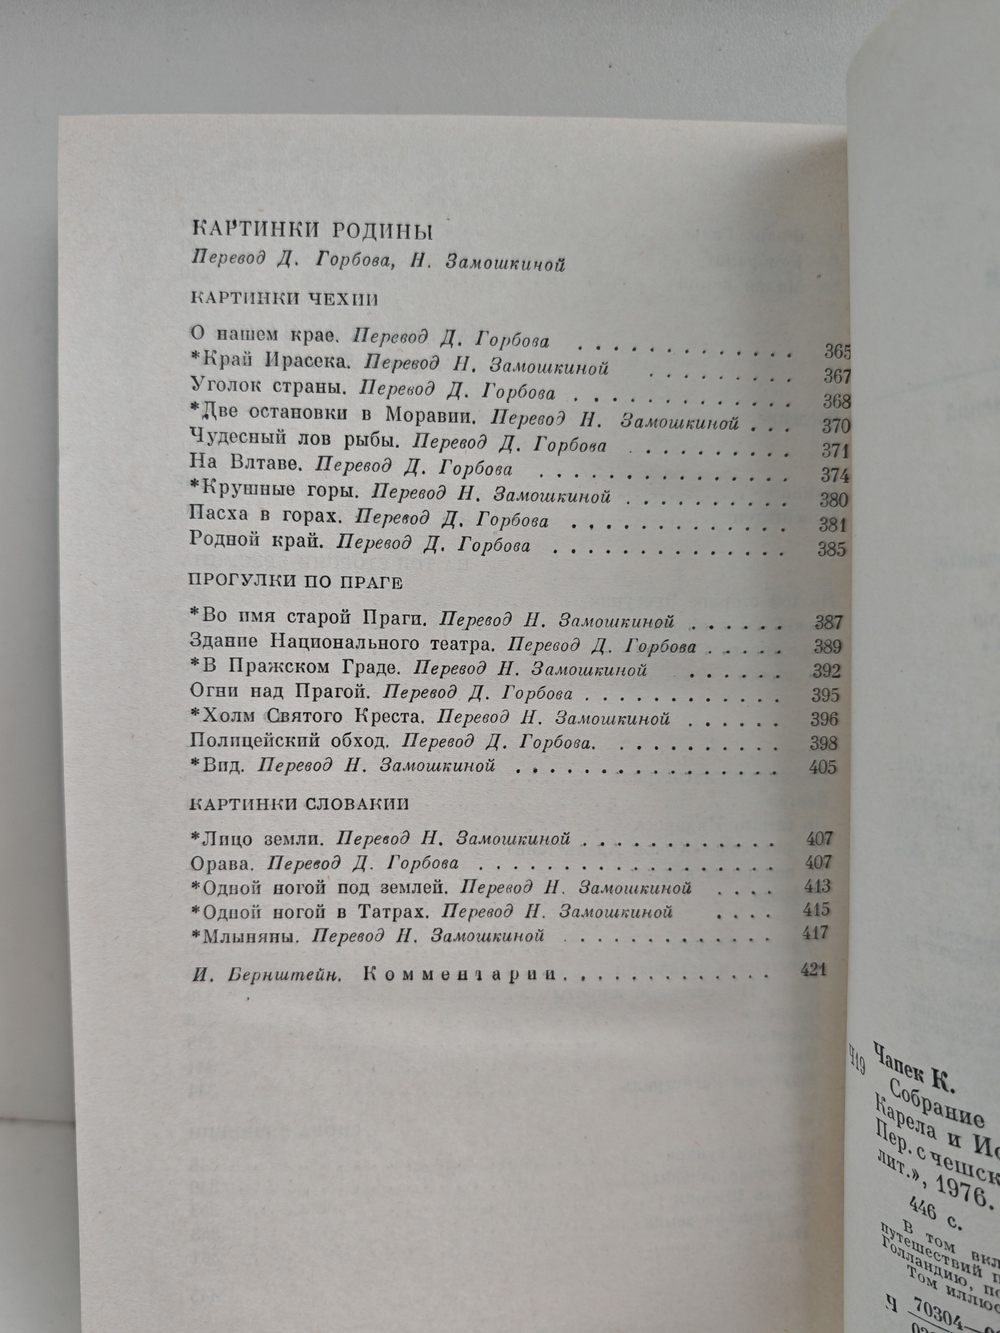 КАРТИНКИ РОДИНЫ
Перевод Д. Горбова, Н. Замошкиной
КАРТИНКИ ЧЕХИИ
О нашем крае. Перевод Д. Горбова . . . . . . . . . . 365
*Край Ирасека. Перевод Н. Замошкиной . . . . . . . . 367
Уголок страны. Перевод Д. Горбова . . . . . . . . . . 368
*Две остановки в Моравии. Перевод Н. Замошкиной . . . 370
Чудесный лов рыбы. Перевод Д. Горбова . . . . . . . . 371
На Влтаве. Перевод Д. Горбова . . . . . . . . . . . . 374
*Крушные горы. Перевод Н. Замошкиной . . . . . . . . 380
Пасха в горах. Перевод Д. Горбова . . . . . . . . . . 381
Родной край. Перевод Д. Горбова . . . . . . . . . . . 385
ПРОГУЛКИ ПО ПРАГЕ
*Во имя старой Праги. Перевод Н. Замошкиной . . . . . . 387
Здание Национального театра. Перевод Д. Горбова . . . . . 389
*В Пражском Граде. Перевод Н. Замошкиной . . . . . . 392
Огни над Прагой. Перевод Д. Горбова . . . . . . . . . . 395
*Холм Святого Креста. Перевод Н. Замошкиной . . . . . . 396
Полицейский обход. Перевод Д. Горбова. . . . . . . . . . 398
*Вид. Перевод Н. Замошкиной . . . . . . . . . . . . . . 405
КАРТИНКИ СЛОВАКИИ
*Лицо земли. Перевод Н. Замошкиной . . . . . . . . . . . 407
Орава. Перевод Д. Горбова . . . . . . . . . . . . . . . 407
*Одной ногой под землей. Перевод Н. Замошкиной . . . . 413
*Одной ногой в Татрах. Перевод Н. Замошкиной . . . . 415
*Млыняны. Перевод Н. Замошкиной . . . . . . . . . . . 417
И. Бернштейн. Комментарии. . . . . . . . . . . . 421
Чапек К.
Ч19 Собрание
Карела и
Пер. с
лит.», 1976.
446 с.
В том
путешествий
Голландию,
Том
Ч 70304—